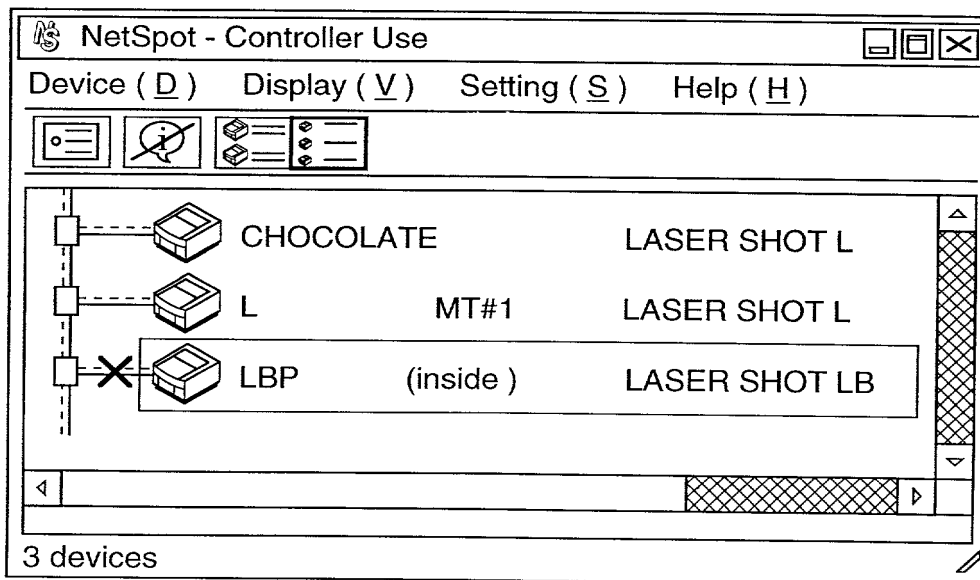 NS NetSpot - Controller Use
Device ( D ) Display ( V ) Setting ( S ) Help ( H )
i
CHOCOLATE LASER SHOT L
L MT#1 LASER SHOT L
LBP (inside ) LASER SHOT LB
3 devices